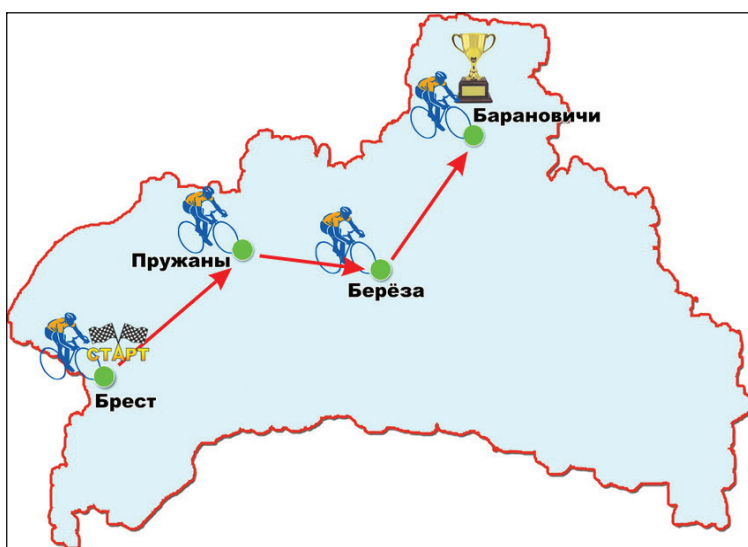 Барановичи
Пружаны
Берёза
СТАРТ
Брест